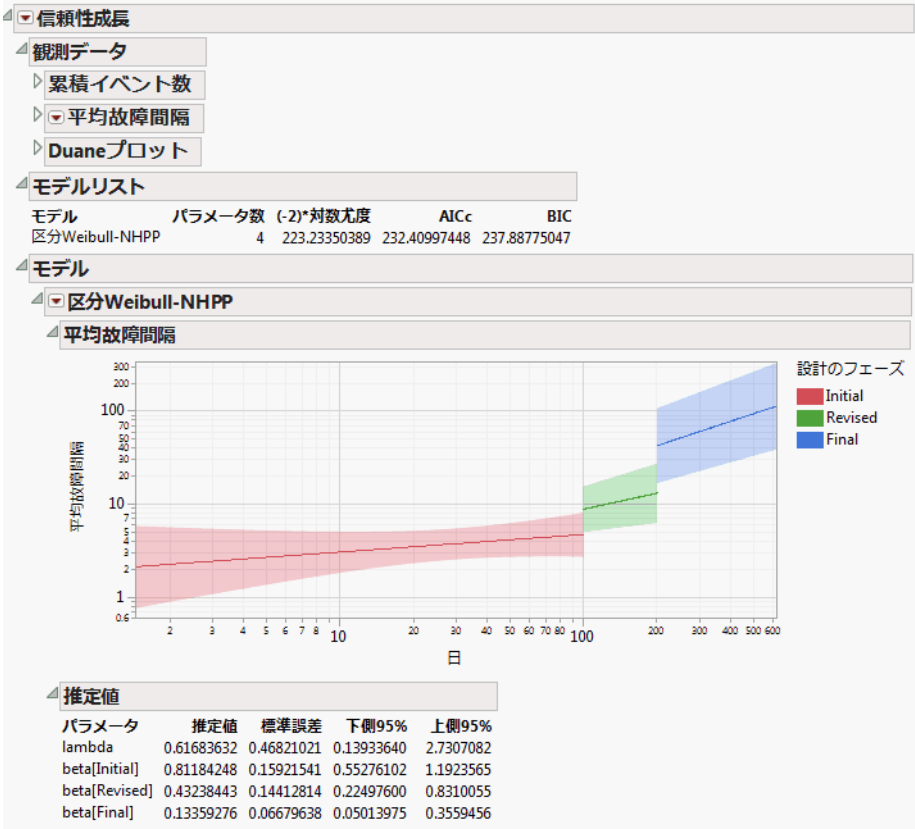 信頼性成長
観測データ
累積イベント数
平均故障間隔
Duaneプロット
モデルリスト
モデル パラメータ数 (-2)*対数尤度 AICc BIC
区分Weibull-NHPP 4 223.23350389 232.40997448 237.88775047
モデル
区分Weibull-NHPP
平均故障間隔
300
200
100
70
50
40
30
20
10
7
5
4
3
2
1
0.6
平均故障間隔
2 3 4 5 6 7 8 10 20 30 40 50 60 70 80 100 200 300 400 500 600
日
設計のフェーズ
Initial
Revised
Final
推定値
パラメータ 推定値 標準誤差 下側95% 上側95%
lambda 0.61683632 0.46821021 0.13933640 2.7307082
beta[Initial] 0.81184248 0.15921541 0.55276102 1.1923565
beta[Revised] 0.43238443 0.14412814 0.22497600 0.8310055
beta[Final] 0.13359276 0.06679638 0.05013975 0.3559456